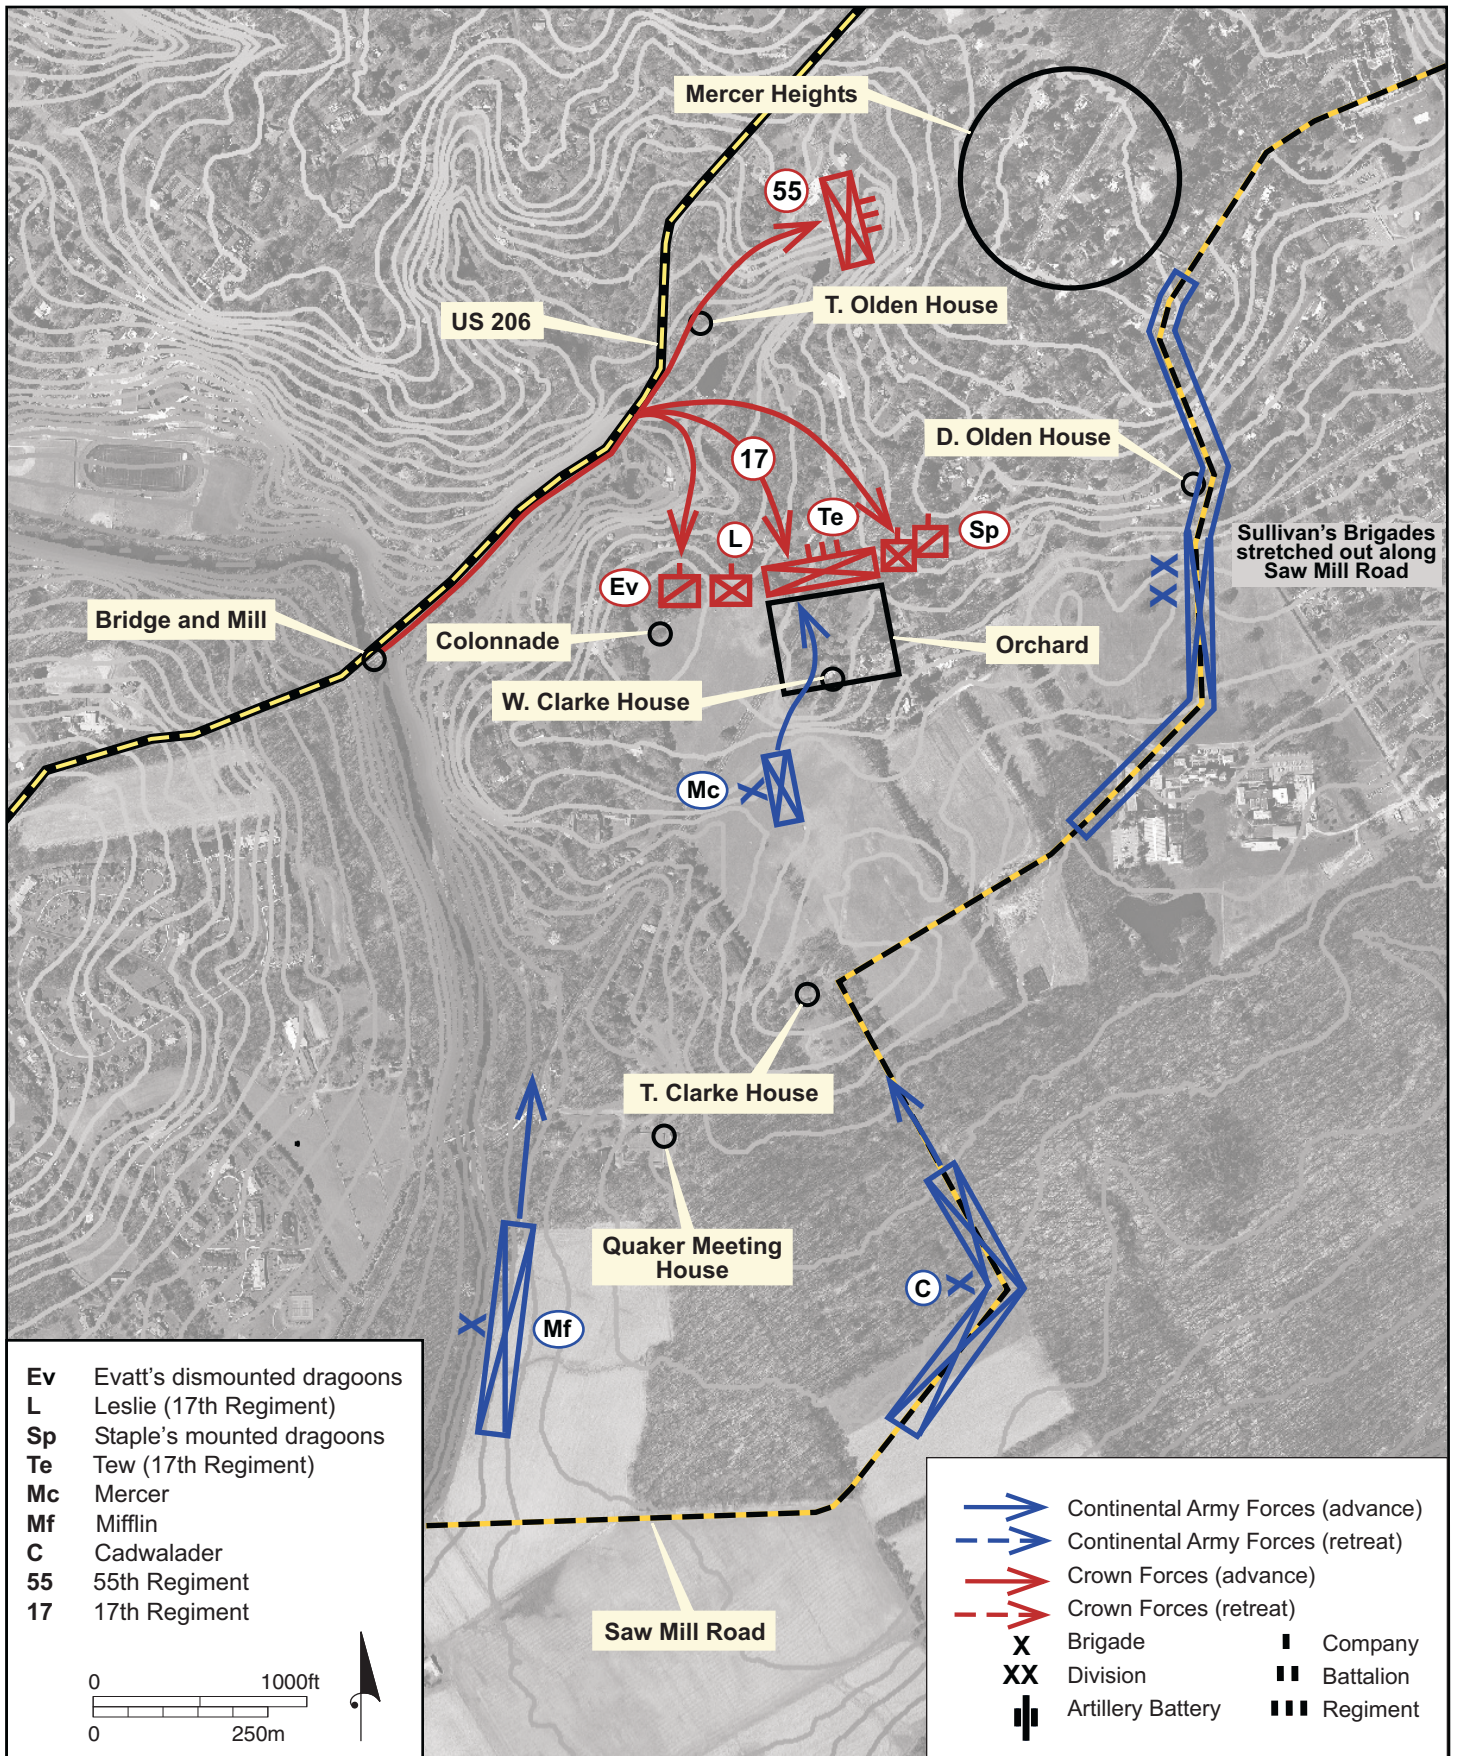 Mercer Heights
55
T. Olden House
US 206
D. Olden House
17
Te
Sp
L
Ev
Sullivan's Brigades
stretched out along
Saw Mill Road
XX
Bridge and Mill
Colonnade
Orchard
W. Clarke House
Mc
X
T. Clarke House
Quaker Meeting
House
C
X
X
Mf
Ev Evatt's dismounted dragoons
L Leslie (17th Regiment)
Sp Staple's mounted dragoons
Te Tew (17th Regiment)
Mc Mercer
Mf Mifflin
C Cadwalader
55 55th Regiment
17 17th Regiment
0 1000ft
0 250m
Saw Mill Road
Continental Army Forces (advance)
Continental Army Forces (retreat)
Crown Forces (advance)
Crown Forces (retreat)
X Brigade
XX Division
Artillery Battery
Company
Battalion
Regiment